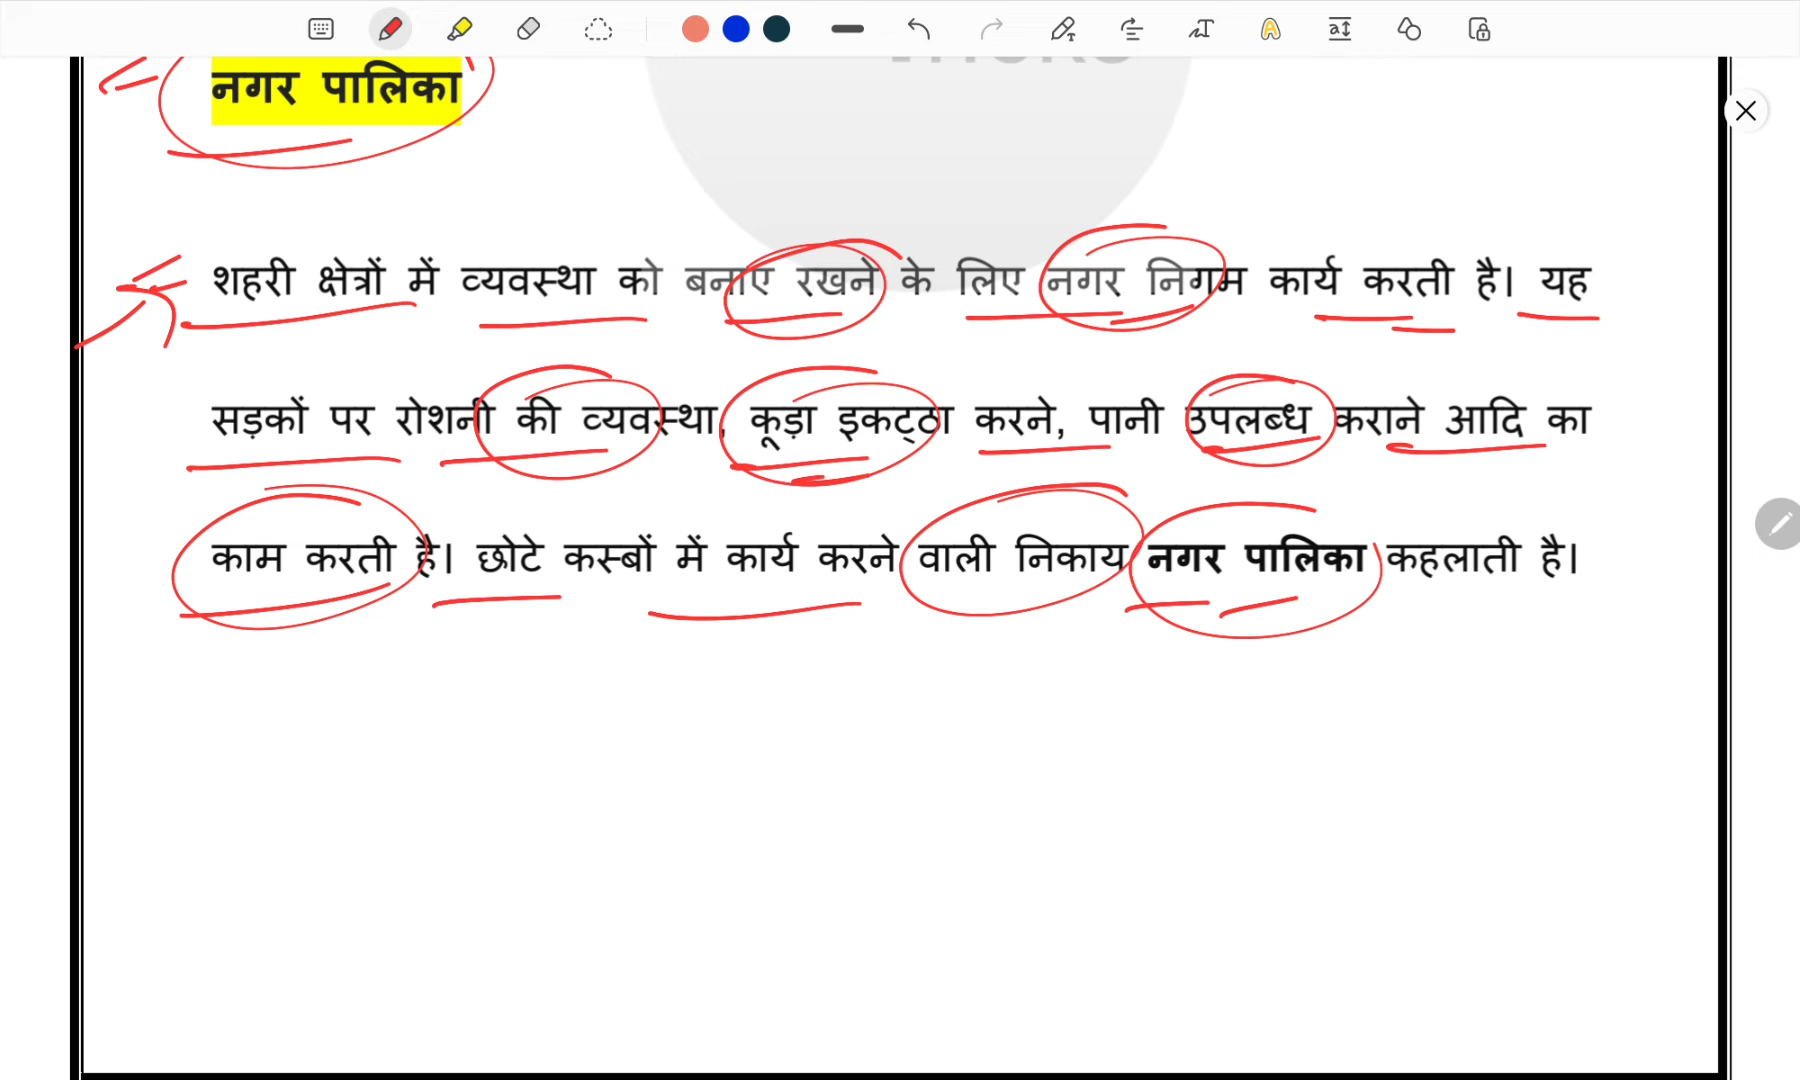 नगर पालिका
शहरी क्षेत्रों में व्यवस्था को बनाए रखने के लिए नगर निगम कार्य करती है। यह
सड़कों पर रोशनी की व्यवस्था, कूड़ा इकट्ठा करने, पानी उपलब्ध कराने आदि का
काम करती है। छोटे कस्बों में कार्य करने वाली निकाय नगर पालिका कहलाती है।